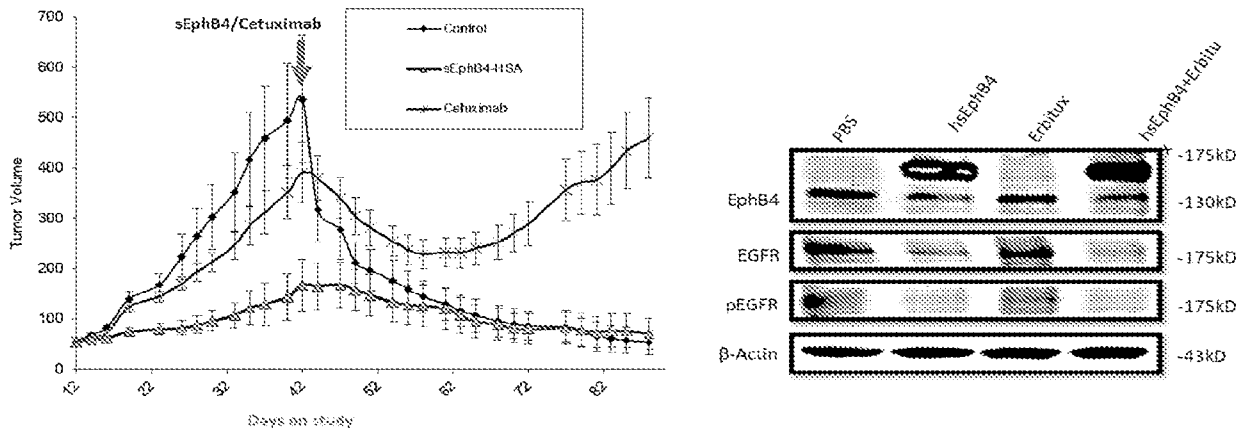 sEphB4/Cetuximab
Control
sEphB4-HSA
Cetuximab
700
600
500
400
300
200
100
0
12
22
32
42
52
62
72
82
Tumor Volume
Days on study
PBS
hsEphB4
Erbitux
hsEphB4+Erbitu
x
EphB4
-175kD
-130kD
EGFR
-175kD
pEGFR
-175kD
β-Actin
-43kD